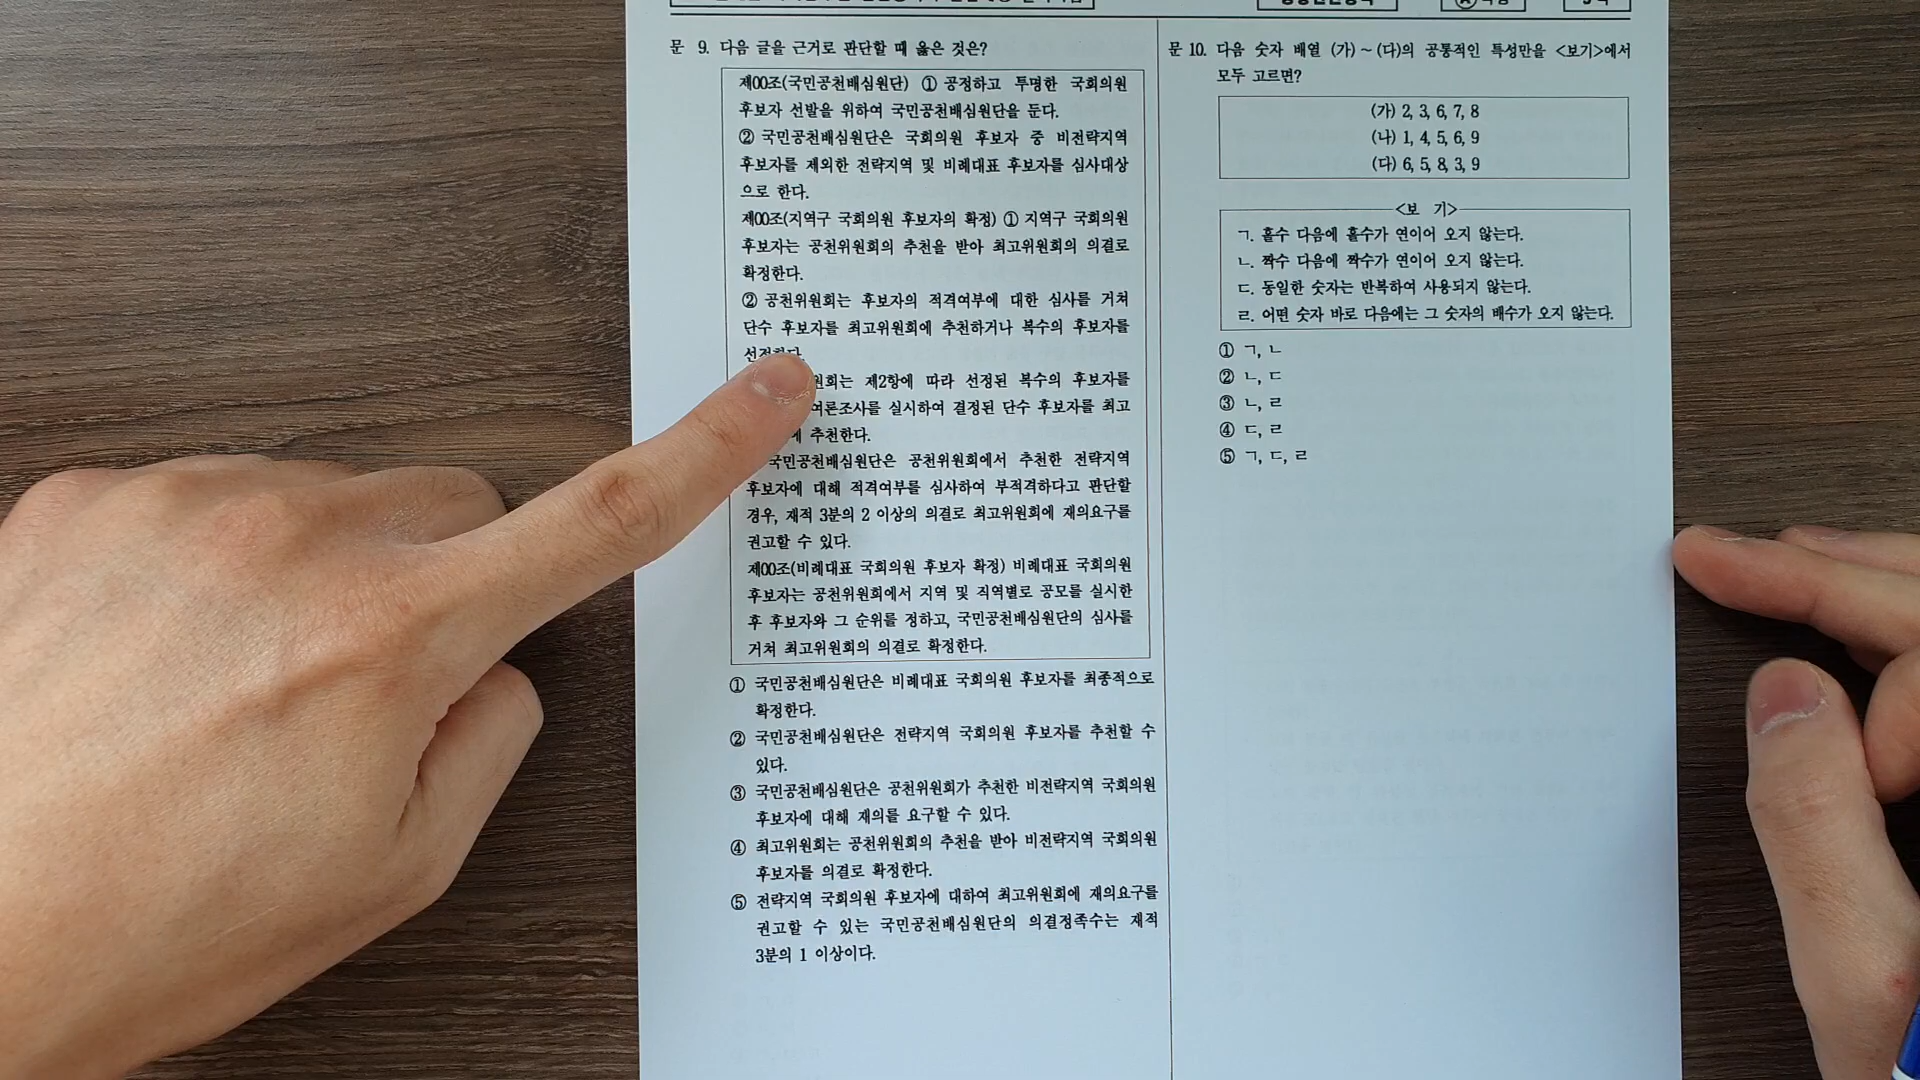 문 9. 다음 글을 근거로 판단할 때 옳은 것은?
제00조(국민공천배심원단) ① 공정하고 투명한 국회의원
후보자 선발을 위하여 국민공천배심원단을 둔다.
② 국민공천배심원단은 국회의원 후보자 중 비전략지역
후보자를 제외한 전략지역 및 비례대표 후보자를 심사대상
으로 한다.
제00조(지역구 국회의원 후보자의 확정) ① 지역구 국회의원
후보자는 공천위원회의 추천을 받아 최고위원회의 의결로
확정한다.
② 공천위원회는 후보자의 적격여부에 대한 심사를 거쳐
단수 후보자를 최고위원회에 추천하거나 복수의 후보자를
선정한다.
원회는 제2항에 따라 선정된 복수의 후보자를
여론조사를 실시하여 결정된 단수 후보자를 최고
에 추천한다.
국민공천배심원단은 공천위원회에서 추천한 전략지역
후보자에 대해 적격여부를 심사하여 부적격하다고 판단할
경우, 재적 3분의 2 이상의 의결로 최고위원회에 재의요구를
권고할 수 있다.
제00조(비례대표 국회의원 후보자 확정) 비례대표 국회의원
후보자는 공천위원회에서 지역 및 직역별로 공모를 실시한
후 후보자와 그 순위를 정하고, 국민공천배심원단의 심사를
거쳐 최고위원회의 의결로 확정한다.
① 국민공천배심원단은 비례대표 국회의원 후보자를 최종적으로
확정한다.
② 국민공천배심원단은 전략지역 국회의원 후보자를 추천할 수
있다.
③ 국민공천배심원단은 공천위원회가 추천한 비전략지역 국회의원
후보자에 대해 재의를 요구할 수 있다.
④ 최고위원회는 공천위원회의 추천을 받아 비전략지역 국회의원
후보자를 의결로 확정한다.
⑤ 전략지역 국회의원 후보자에 대하여 최고위원회에 재의요구를
권고할 수 있는 국민공천배심원단의 의결정족수는 재적
3분의 1 이상이다.
문 10. 다음 숫자 배열 (가) ~ (다)의 공통적인 특성만을 <보기>에서
모두 고르면?
(가) 2, 3, 6, 7, 8
(나) 1, 4, 5, 6, 9
(다) 6, 5, 8, 3, 9
<보 기>
ㄱ. 홀수 다음에 홀수가 연이어 오지 않는다.
ㄴ. 짝수 다음에 짝수가 연이어 오지 않는다.
ㄷ. 동일한 숫자는 반복하여 사용되지 않는다.
ㄹ. 어떤 숫자 바로 다음에는 그 숫자의 배수가 오지 않는다.
① ㄱ, ㄴ
② ㄴ, ㄷ
③ ㄴ, ㄹ
④ ㄷ, ㄹ
⑤ ㄱ, ㄷ, ㄹ